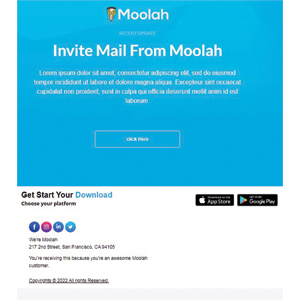 Moolah
RECENT UPDATES
Invite Mail From Moolah
Lorem ipsum dolor sit amet, consectetur adipiscing elit, sed do eiusmod
tempor incididunt ut labore et dolore magna aliqua. Excepteur sint occaecat
cupidatat non proident, sunt in culpa qui officia deserunt mollit anim id est
laborum.
click Here
Get Start Your Download
Choose your platform
Download on the
App Store
GET IT ON
Google Play
We're Moolah
217 2nd Street, San Francisco, CA 94105
You're receiving this because you're an awesome Moolah
customer.
Copyrights © 2022 All rights Reserved.